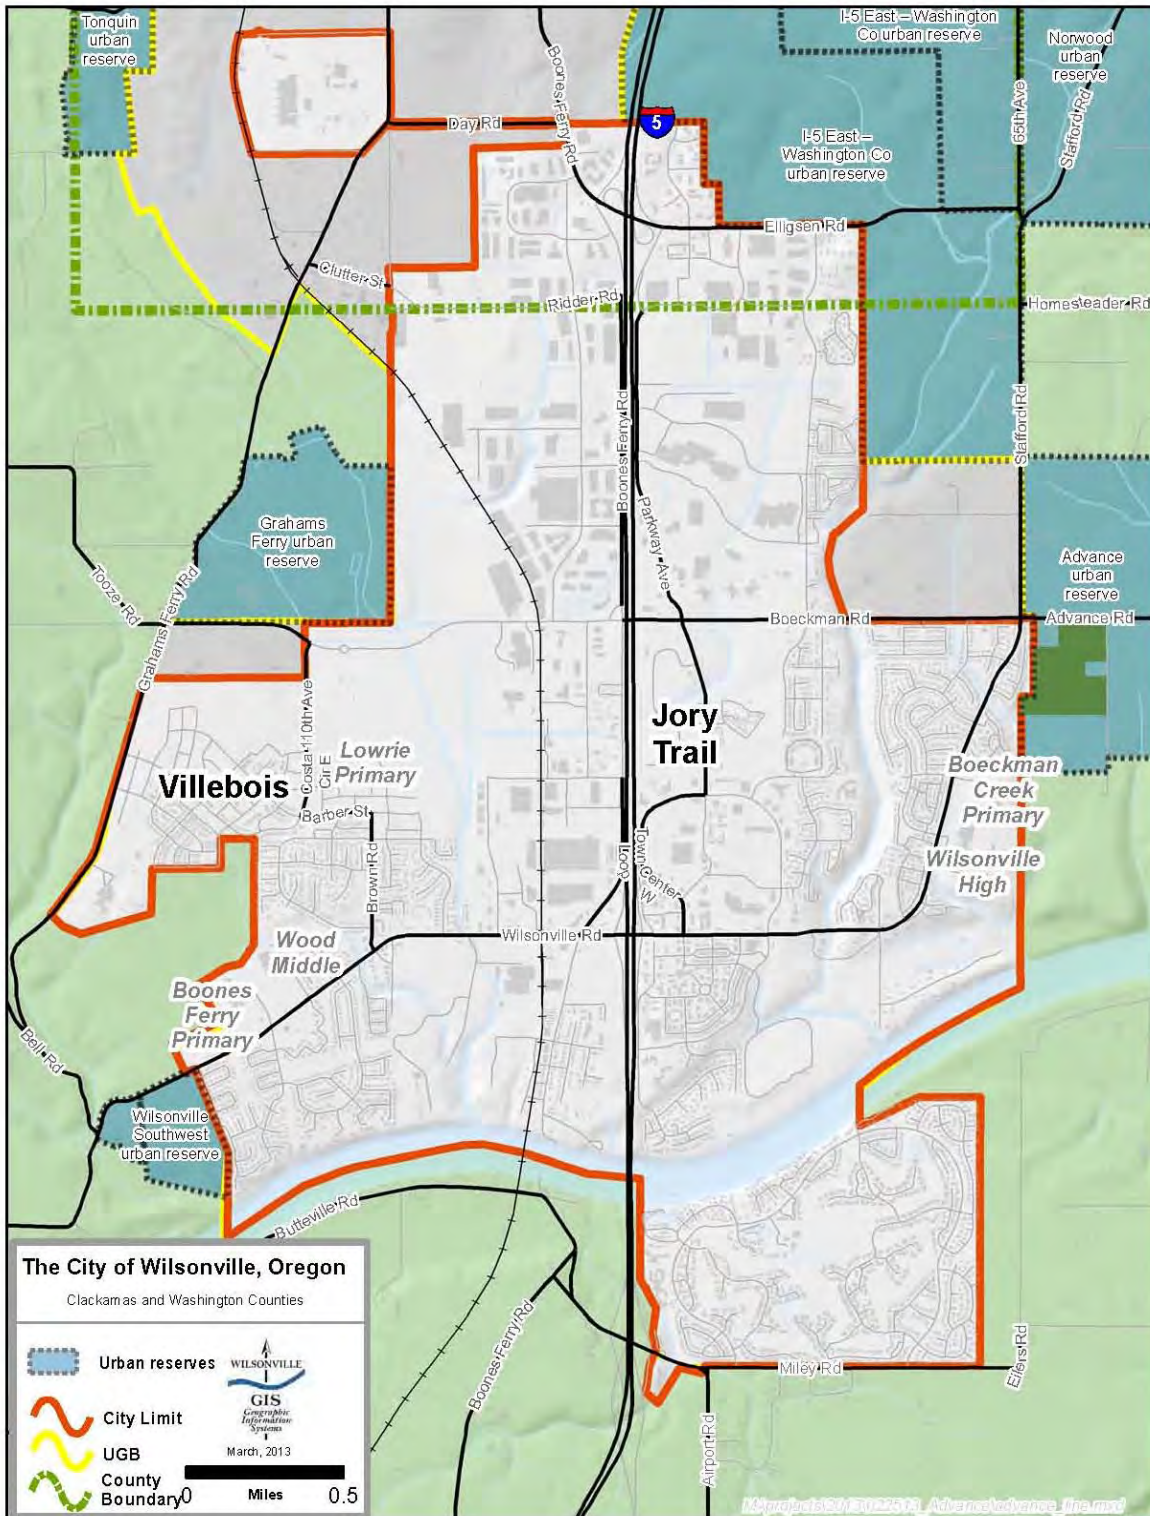 Tonquin
urban
reserve
I-5 East – Washington
Co urban reserve
Norwood
urban
reserve
Boones Ferry Rd
65th Ave
Stafford Rd
Day Rd
5
I-5 East –
Washington Co
urban reserve
Elligsen Rd
Clutter St
Ridder Rd
Homesteader Rd
Boones Ferry Rd
Stafford Rd
Parkway Ave
Grahams
Ferry urban
reserve
Advance
urban
reserve
Tooze Rd
Grahams Ferry Rd
Boeckman Rd
Advance Rd
110th Ave
Costa
Cir E
Jory
Trail
Lowrie
Primary
Villebois
Boeckman
Creek
Primary
Barber St
Brown Rd
Loop
Town Center
W
Wilsonville
High
Wilsonville Rd
Wood
Middle
Boones
Ferry
Primary
Bell Rd
Wilsonville
Southwest
urban reserve
Butteville Rd
Boones Ferry Rd
Miley Rd
Eilers Rd
Airport Rd
The City of Wilsonville, Oregon
Clackamas and Washington Counties
Urban reserves
City Limit
UGB
County
Boundary
WILSONVILLE
GIS
Geographic
Information
Systems
March, 2013
0 Miles 0.5